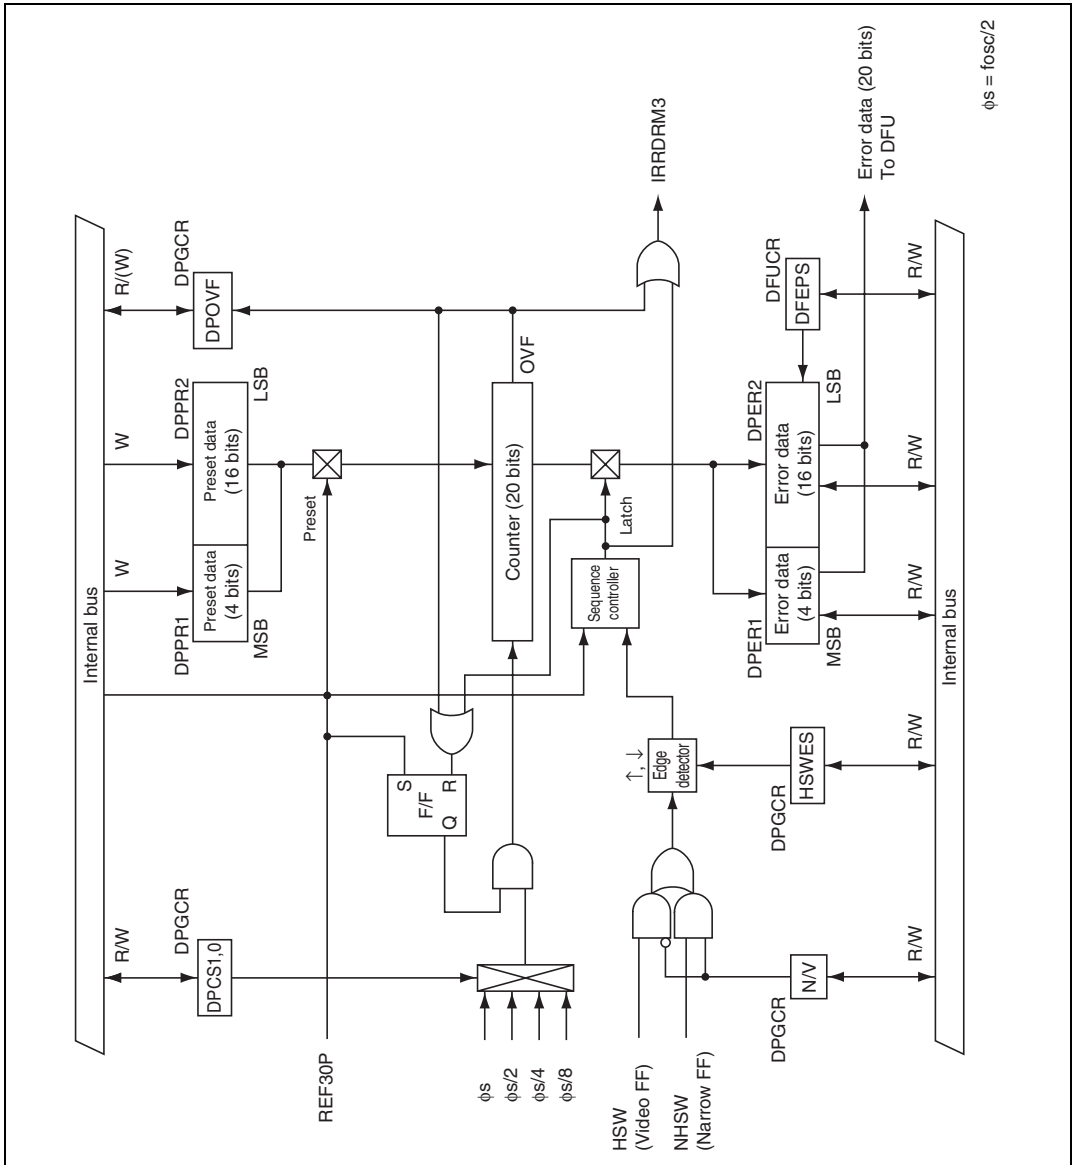 Internal bus
R/W
W
W
R/(W)
DPGCR
DPCS1,0
DPPR1
DPPR2
Preset data
(4 bits)
Preset data
(16 bits)
MSB
LSB
DPGCR
DPOVF
REF30P
Preset
S
F/F
Q
R
φs
φs/2
φs/4
φs/8
Counter (20 bits)
OVF
Sequence
controller
Latch
IRRDRM3
HSW
(Video FF)
NHSW
(Narrow FF)
↑, ↓
Edge
detector
DPGCR
N/V
DPGCR
HSWES
DPER1
DPER2
Error data
(4 bits)
Error data
(16 bits)
MSB
LSB
DFUCR
DFEPS
Error data (20 bits)
To DFU
R/W
R/W
R/W
R/W
R/W
Internal bus
φs = fosc/2